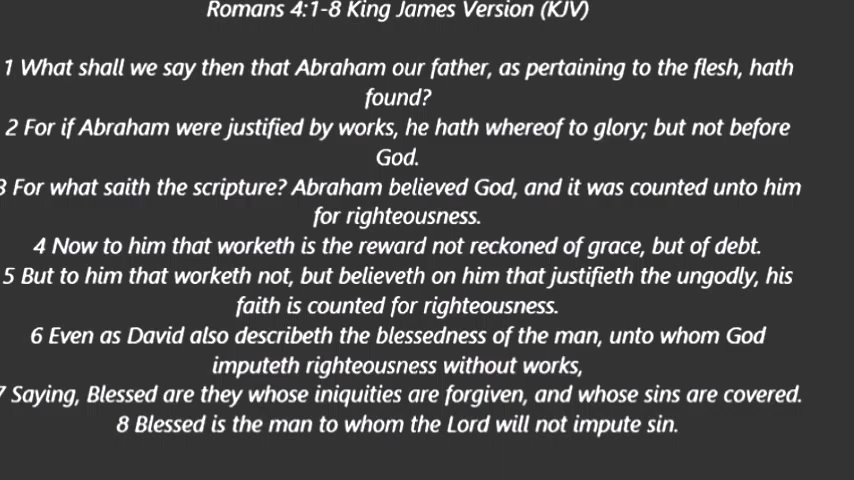 Romans 4:1-8 King James Version (KJV)
1 What shall we say then that Abraham our father, as pertaining to the flesh, hath
found?
2 For if Abraham were justified by works, he hath whereof to glory; but not before
God.
3 For what saith the scripture? Abraham believed God, and it was counted unto him
for righteousness.
4 Now to him that worketh is the reward not reckoned of grace, but of debt.
5 But to him that worketh not, but believeth on him that justifieth the ungodly, his
faith is counted for righteousness.
6 Even as David also describeth the blessedness of the man, unto whom God
imputeth righteousness without works,
7 Saying, Blessed are they whose iniquities are forgiven, and whose sins are covered.
8 Blessed is the man to whom the Lord will not impute sin.